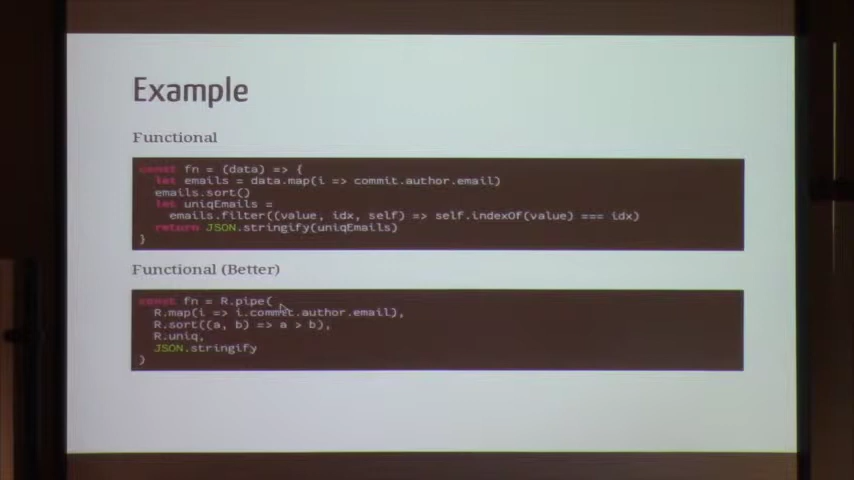 Example
Functional
const fn = (data) => {
let emails = data.map(i => commit.author.email)
emails.sort()
let uniqEmails =
emails.filter((value, idx, self) => self.indexOf(value) === idx)
return JSON.stringify(uniqEmails)
}
Functional (Better)
const fn = R.pipe(
R.map(i => i.commit.author.email),
R.sort((a, b) => a > b),
R.uniq,
JSON.stringify
}